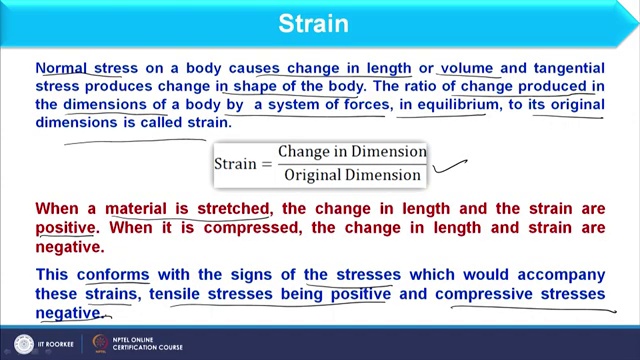 Strain
Normal stress on a body causes change in length or volume and tangential
stress produces change in shape of the body. The ratio of change produced in
the dimensions of a body by a system of forces, in equilibrium, to its original
dimensions is called strain.
Strain = Change in Dimension
Original Dimension
When a material is stretched, the change in length and the strain are
positive. When it is compressed, the change in length and strain are
negative.
This conforms with the signs of the stresses which would accompany
these strains, tensile stresses being positive and compressive stresses
negative.
IIT ROORKEE
NPTEL ONLINE
CERTIFICATION COURSE